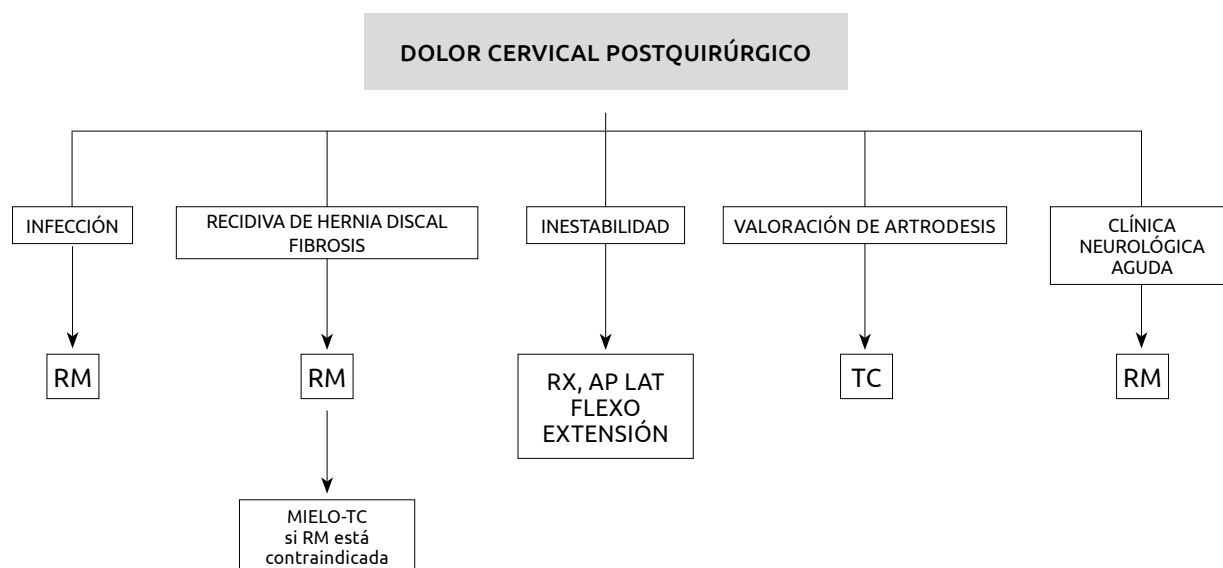 DOLOR CERVICAL POSTQUIRÚRGICO
INFECCIÓN
RECIDIVA DE HERNIA DISCAL
FIBROSIS
INESTABILIDAD
VALORACIÓN DE ARTRODESIS
CLÍNICA
NEUROLÓGICA
AGUDA
RM
RM
RX, AP LAT
FLEXO
EXTENSIÓN
TC
RM
MIELO-TC
si RM está
contraindicada